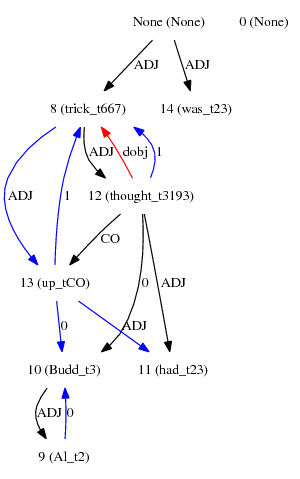 None (None) 0 (None)
ADJ ADJ
8 (trick_t667) 14 (was_t23)
ADJ dobj 1
ADJ 1 12 (thought_t3193)
CO
13 (up_tCO) 0 ADJ
0 ADJ
10 (Budd_t3) 11 (had_t23)
ADJ 0
9 (Al_t2)